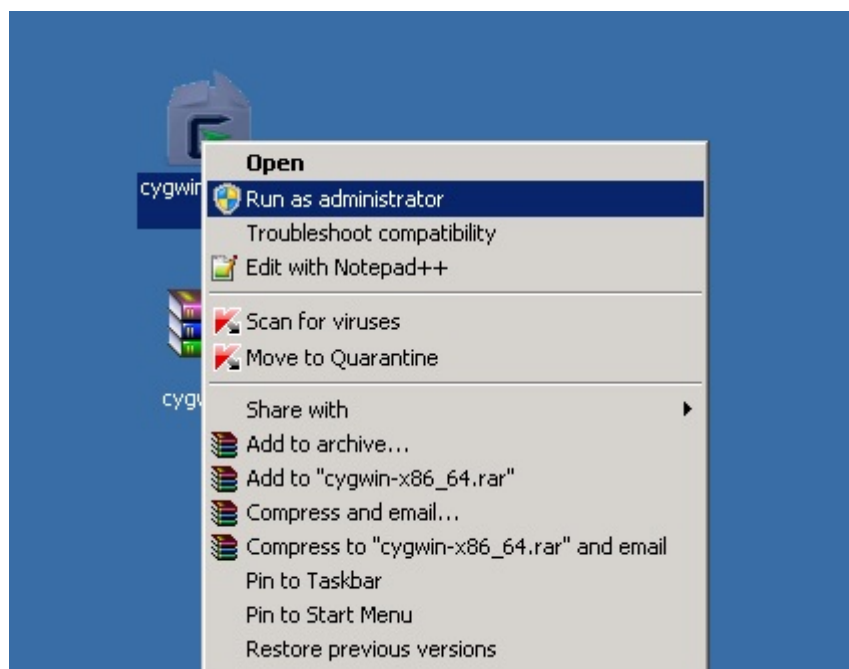 Open
cygwin
Run as administrator
Troubleshoot compatibility
Edit with Notepad++
Scan for viruses
Move to Quarantine
Share with
Add to archive...
Add to "cygwin-x86_64.rar"
Compress and email...
Compress to "cygwin-x86_64.rar" and email
Pin to Taskbar
Pin to Start Menu
Restore previous versions